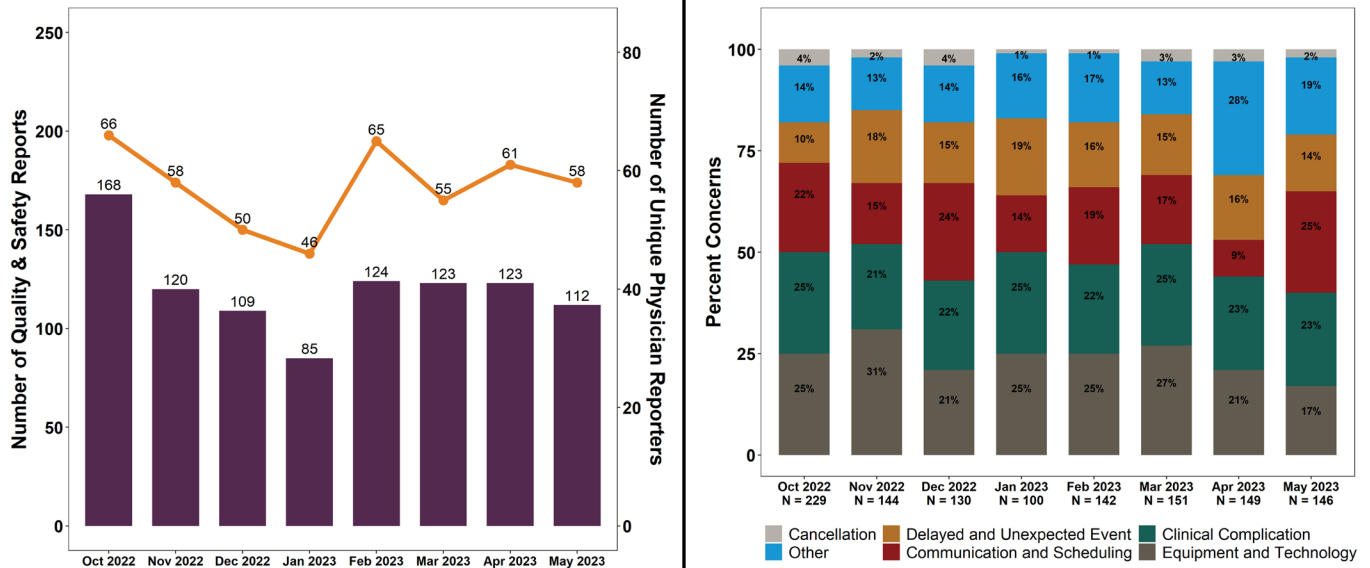 Number of Quality & Safety Reports
250
200
150
100
50
0
66
58
50
46
65
55
61
58
168
120
109
85
124
123
123
112
80
60
40
20
0
Number of Unique Physician Reporters
Oct 2022 Nov 2022 Dec 2022 Jan 2023 Feb 2023 Mar 2023 Apr 2023 May 2023
Percent Concerns
100
75
50
25
0
4% 2% 4% 1% 1% 3% 3% 2%
14% 13% 14% 16% 17% 13% 28% 19%
10% 18% 15% 19% 16% 15% 16% 14%
22% 15% 24% 14% 19% 17% 9% 25%
25% 21% 22% 25% 22% 25% 23% 23%
25% 31% 21% 25% 25% 27% 21% 17%
Oct 2022 Nov 2022 Dec 2022 Jan 2023 Feb 2023 Mar 2023 Apr 2023 May 2023
N = 229 N = 144 N = 130 N = 100 N = 142 N = 151 N = 149 N = 146
Cancellation Delayed and Unexpected Event Clinical Complication
Other Communication and Scheduling Equipment and Technology